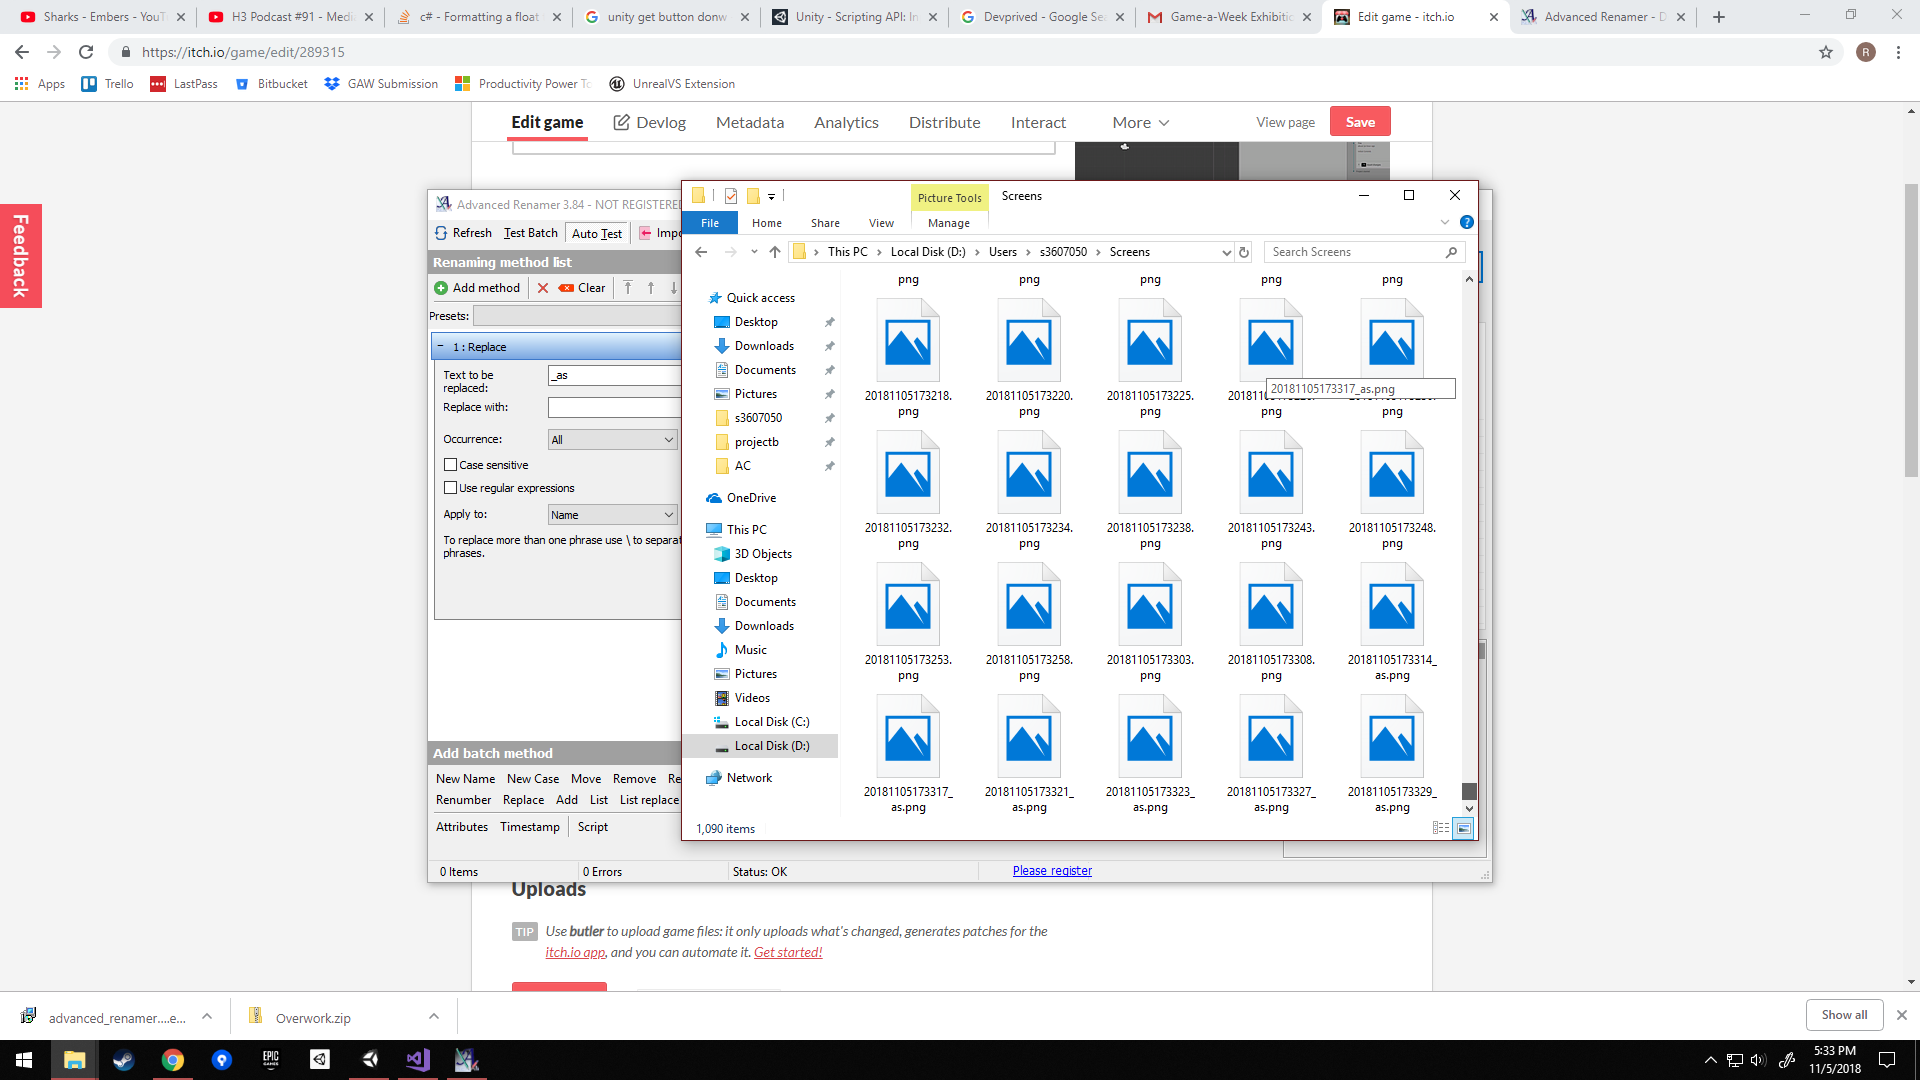 Sharks - Embers - YouT
H3 Podcast #91 - Medi
c# - Formatting a float
unity get button donw
Unity - Scripting API: In
Devprived - Google Sea
Game-a-Week Exhibitic
Edit game - itch.io
Advanced Renamer - D
https://itch.io/game/edit/289315
R
Apps
Trello
LastPass
Bitbucket
GAW Submission
Productivity Power To
UnrealVS Extension
Edit game
Devlog
Metadata
Analytics
Distribute
Interact
More
View page
Save
Feedback
Advanced Renamer 3.84 - NOT REGISTERED
Refresh
Test Batch
Auto Test
Impo
Renaming method list
Add method
Clear
Presets:
1 : Replace
Text to be replaced:
_as
Replace with:
Occurrence:
All
Case sensitive
Use regular expressions
Apply to:
Name
To replace more than one phrase use \ to separat
phrases.
Add batch method
New Name New Case Move Remove Re
Renumber Replace Add List List replace
Attributes Timestamp Script
0 Items
0 Errors
Status: OK
Please register
Picture Tools
Screens
File
Home
Share
View
Manage
This PC
Local Disk (D:)
Users
s3607050
Screens
Search Screens
Quick access
Desktop
Downloads
Documents
Pictures
s3607050
projectb
AC
OneDrive
This PC
3D Objects
Desktop
Documents
Downloads
Music
Pictures
Videos
Local Disk (C:)
Local Disk (D:)
Network
png
png
png
png
png
20181105173218.png
20181105173220.png
20181105173225.png
png
png
20181105173317_as.png
20181105173232.png
20181105173234.png
20181105173238.png
20181105173243.png
20181105173248.png
20181105173253.png
20181105173258.png
20181105173303.png
20181105173308.png
20181105173314_as.png
20181105173317_as.png
20181105173321_as.png
20181105173323_as.png
20181105173327_as.png
20181105173329_as.png
1,090 items
Uploads
TIP
Use butler to upload game files: it only uploads what's changed, generates patches for the
itch.io app, and you can automate it. Get started!
advanced_renamer....e...
Overwork.zip
Show all
EPIC GAMES
5:33 PM
11/5/2018